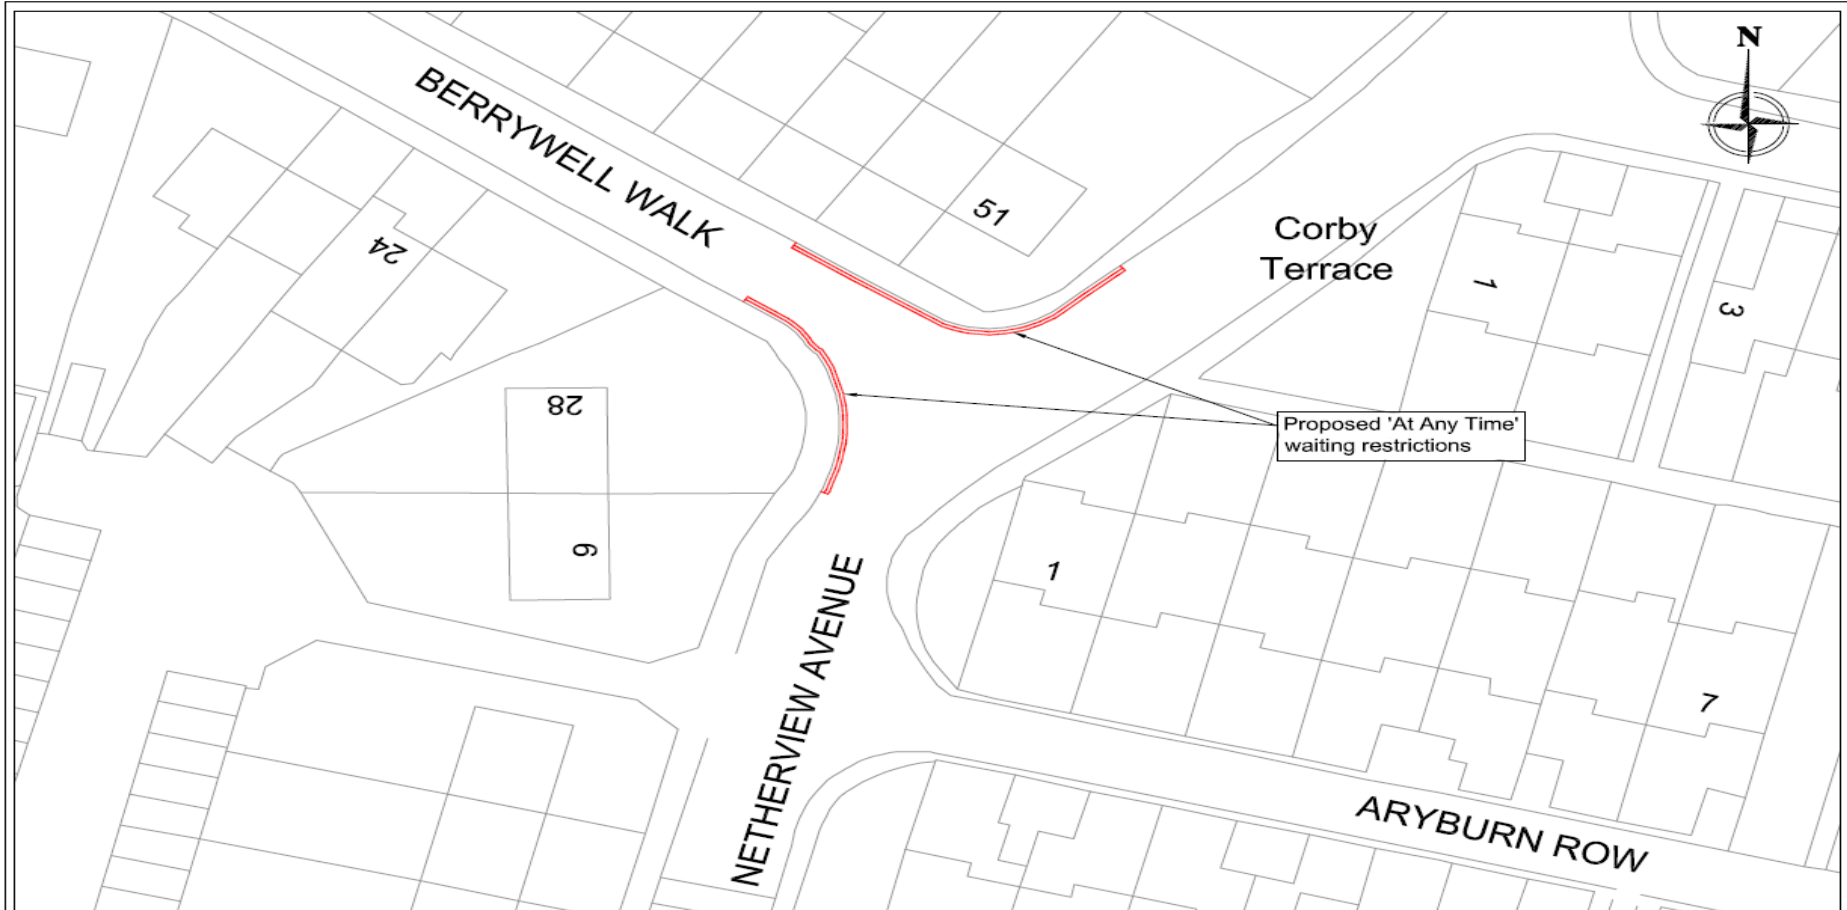 N
BERRYWELL WALK
51
24
Corby
Terrace
1
3
28
Proposed 'At Any Time'
waiting restrictions
6
1
NETHERVIEW AVENUE
7
ARYBURN ROW